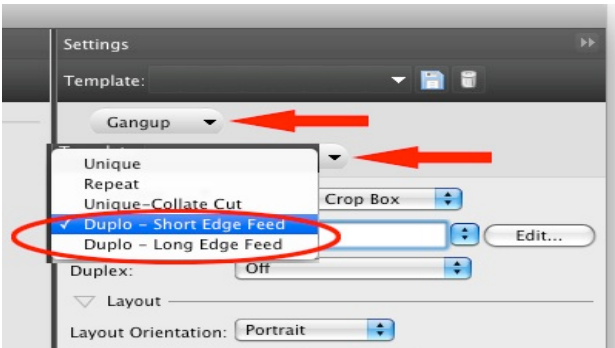 Settings
Template:
Gangup
Unique
Repeat
Unique-Collate Cut
Crop Box
✓ Duplo – Short Edge Feed
Duplo – Long Edge Feed
Edit...
Duplex: Off
Layout
Layout Orientation: Portrait